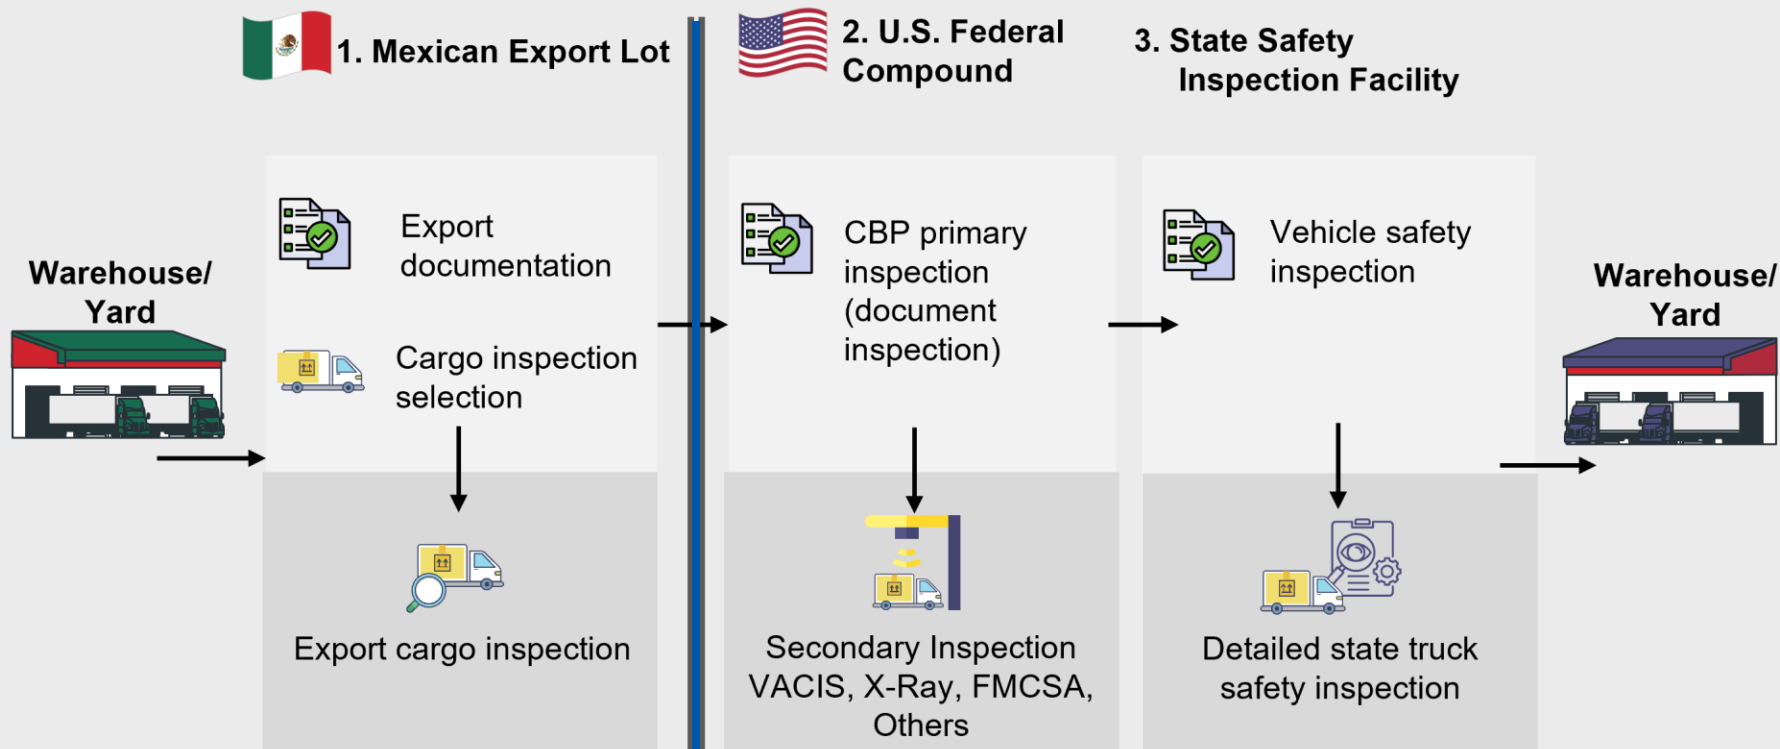 1. Mexican Export Lot
2. U.S. Federal
Compound
3. State Safety
Inspection Facility
Warehouse/
Yard
Export
documentation
Cargo inspection
selection
Export cargo inspection
CBP primary
inspection
(document
inspection)
Secondary Inspection
VACIS, X-Ray, FMCSA,
Others
Vehicle safety
inspection
Detailed state truck
safety inspection
Warehouse/
Yard